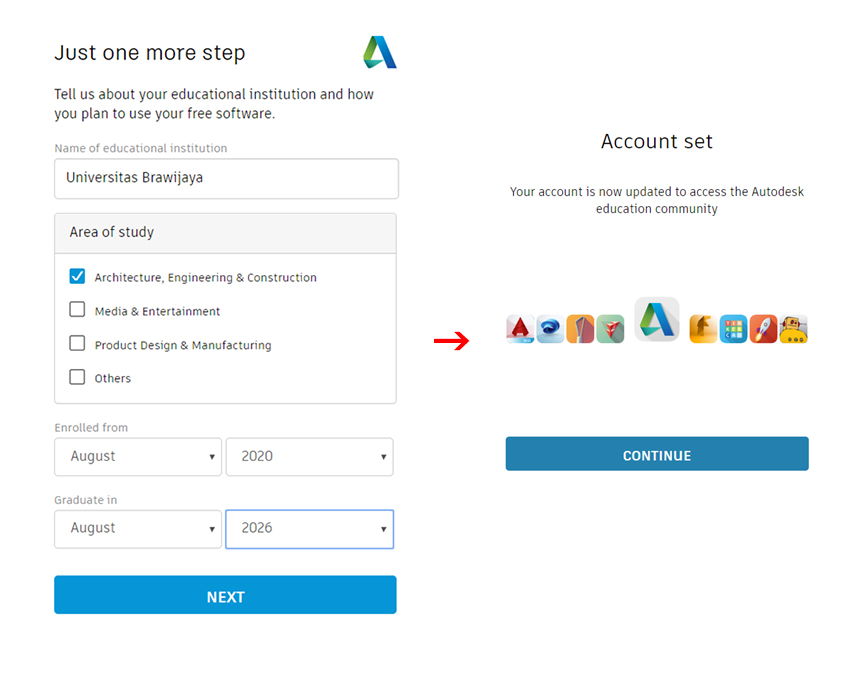 Just one more step
Tell us about your educational institution and how
you plan to use your free software.
Name of educational institution
Universitas Brawijaya
Area of study
Architecture, Engineering & Construction
Media & Entertainment
Product Design & Manufacturing
Others
Enrolled from
August
2020
Graduate in
August
2026
NEXT
Account set
Your account is now updated to access the Autodesk
education community
CONTINUE